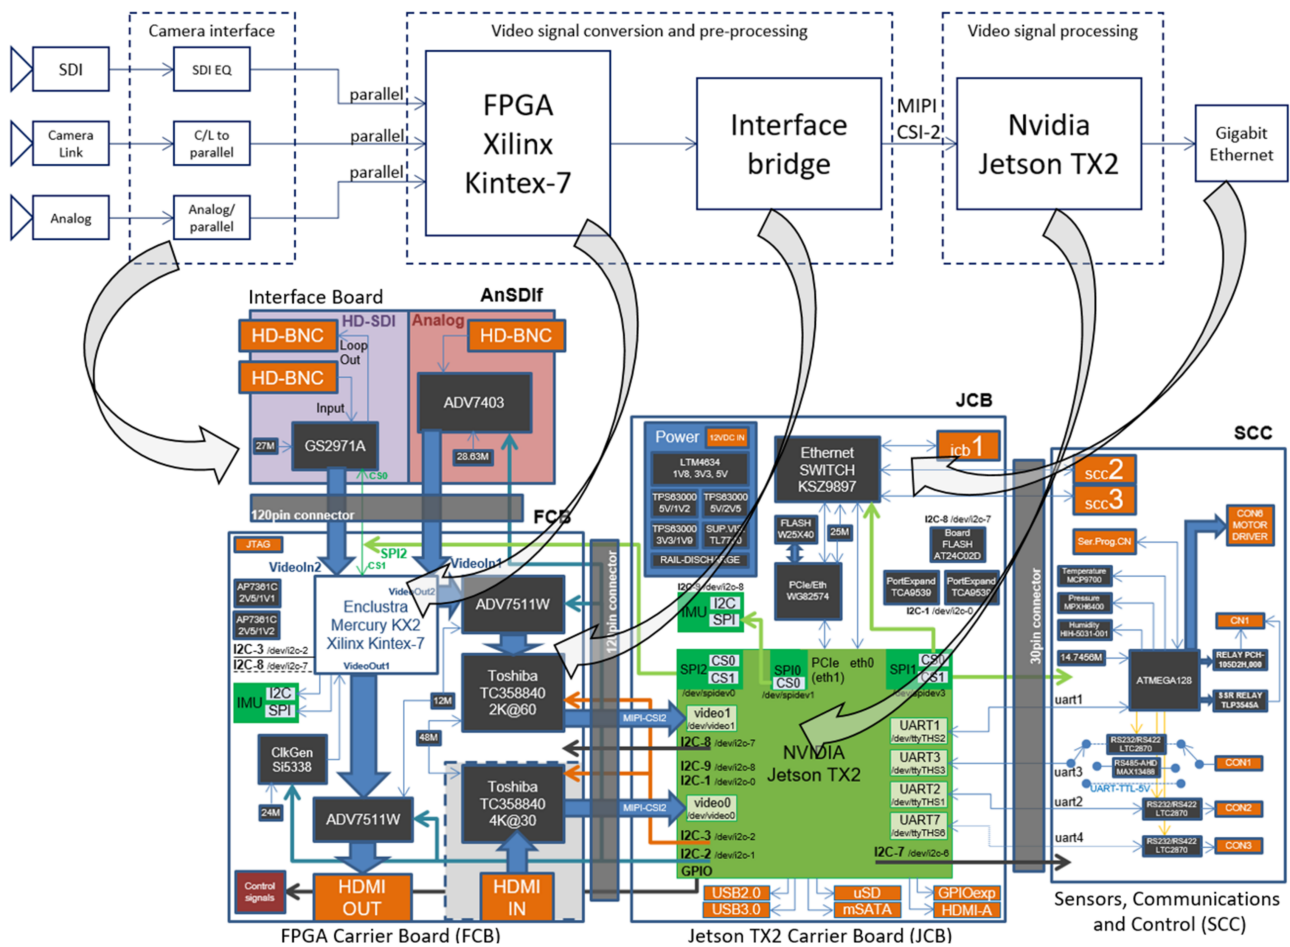 Camera interface
Video signal conversion and pre-processing
Video signal processing
SDI
SDI EQ
parallel
FPGA
Xilinx
Kintex-7
Interface
bridge
MIPI
CSI-2
Nvidia
Jetson TX2
Gigabit
Ethernet
Camera
Link
C/L to
parallel
parallel
Analog
Analog/
parallel
parallel
Interface Board
AnSDIf
HD-SDI
Analog
HD-BNC
Loop
Out
HD-BNC
HD-BNC
Input
ADV7403
27M
GS2971A
28.63M
CS0
120pin connector
FCB
JTAG
SPI2
CS1
VideoIn2
VideoIn1
AP7361C
2V5/1V1
AP7361C
2V5/1V2
VideoOut2
Enclustra
Mercury KX2
Xilinx Kintex-7
VideoOut1
ADV7511W
I2C-3 /dev/i2c-2
I2C-8 /dev/i2c-7
IMU
I2C
SPI
12M
48M
Toshiba
TC358840
2K@60
MIPI-CSI2
ClkGen
Si5338
24M
ADV7511W
Toshiba
TC358840
4K@30
MIPI-CSI2
Control
signals
HDMI
OUT
HDMI
IN
FPGA Carrier Board (FCB)
120pin connector
JCB
Power
12VDC IN
LTM4634
1V8, 3V3, 5V
TPS63000
5V/1V2
TPS63000
5V/2V5
TPS63000
3V3/1V9
RAIL-DISCHARGE
Ethernet
SWITCH
KSZ9897
jcb1
FLASH
W25X40
25M
I2C-8 /dev/i2c-7
Board
FLASH
AT24C02D
PCIe/Eth
WG82574
PortExpand
TCA9539
PortExpand
TCA9539
I2C-1 /dev/i2c-0
I2C-9 /dev/i2c-8
IMU
I2C
SPI
SPI2
CS0
CS1
/dev/spidev0
SPI0
CS0
/dev/spidev1
PCIe
(eth1)
eth0
SPI1
CS0
CS1
/dev/spidev3
video1
/dev/video1
I2C-8 /dev/i2c-7
NVIDIA
Jetson TX2
I2C-9 /dev/i2c-8
I2C-1 /dev/i2c-0
video0
/dev/video0
I2C-3 /dev/i2c-2
I2C-2 /dev/i2c-1
GPIO
UART1
/dev/ttyTHS2
UART3
/dev/ttyTHS3
UART2
/dev/ttyTHS1
UART7
/dev/ttyTHS6
I2C-7 /dev/i2c-6
USB2.0
USB3.0
uSD
mSATA
GPIOexp
HDMI-A
Jetson TX2 Carrier Board (JCB)
30pin connector
uart1
uart3
uart2
uart4
SCC
scc2
scc3
CON6
MOTOR
DRIVER
Ser.Prog.CN
Temperature
MCP9700
Pressure
MPXH6400
Humidity
HIH-5031-001
14.7456M
CN1
RELAY PCH-
105D2H,000
ATMEGA128
SSR RELAY
TLP3545A
RS232/RS422
LTC2870
RS485-AHD
MAX13488
UART-TTL-5V
CON1
RS232/RS422
LTC2870
CON2
RS232/RS422
LTC2870
CON3
Sensors, Communications
and Control (SCC)